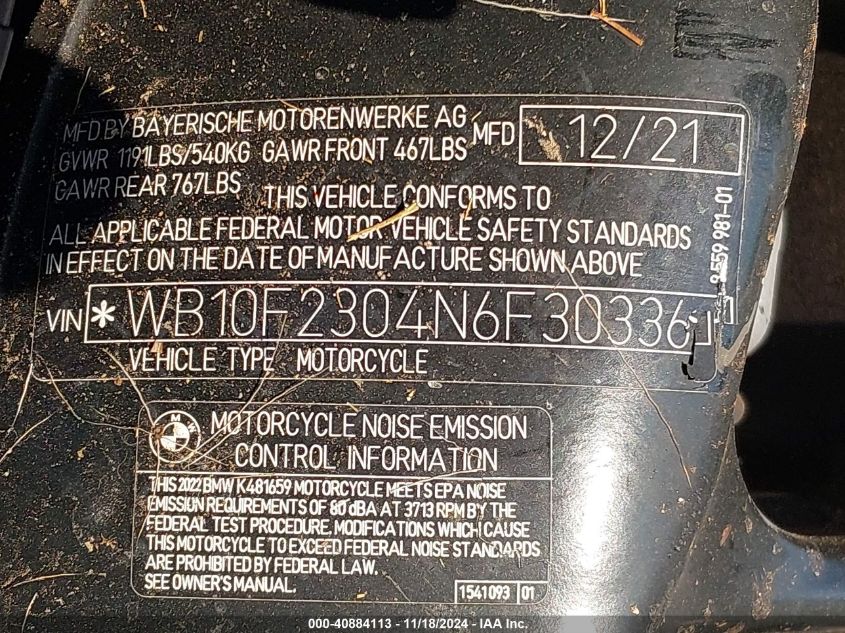 MFD BY BAYERISCHE MOTORENWERKE AG
GVWR 1191LBS/540KG GAWR FRONT 467LBS
MFD 12/21
GAWR REAR 767LBS
THIS VEHICLE CONFORMS TO
ALL APPLICABLE FEDERAL MOTOR VEHICLE SAFETY STANDARDS
IN EFFECT ON THE DATE OF MANUFACTURE SHOWN ABOVE
VIN * WB10F2304N6F30336
VEHICLE TYPE MOTORCYCLE
9559 981-01
BMW
MOTORCYCLE NOISE EMISSION
CONTROL INFORMATION
THIS 2022 BMW K481659 MOTORCYCLE MEETS EPA NOISE
EMISSION REQUIREMENTS OF 80 dBA AT 3713 RPM BY THE
FEDERAL TEST PROCEDURE. MODIFICATIONS WHICH CAUSE
THIS MOTORCYCLE TO EXCEED FEDERAL NOISE STANDARDS
ARE PROHIBITED BY FEDERAL LAW.
SEE OWNER'S MANUAL.
1541093 01
000-40884113 - 11/18/2024 - IAA Inc.